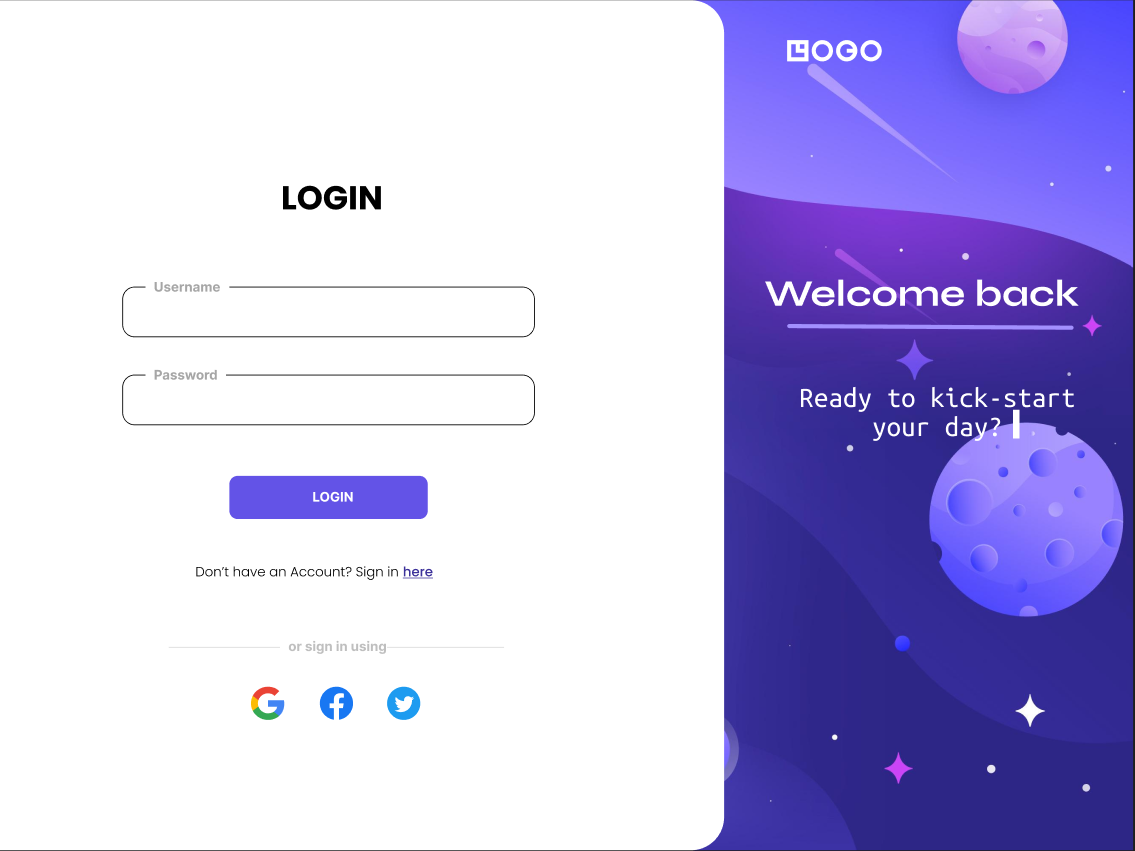 LOGIN
Username
Password
LOGIN
Don't have an Account? Sign in here
or sign in using
LOGO
Welcome back
Ready to kick-start
your day?